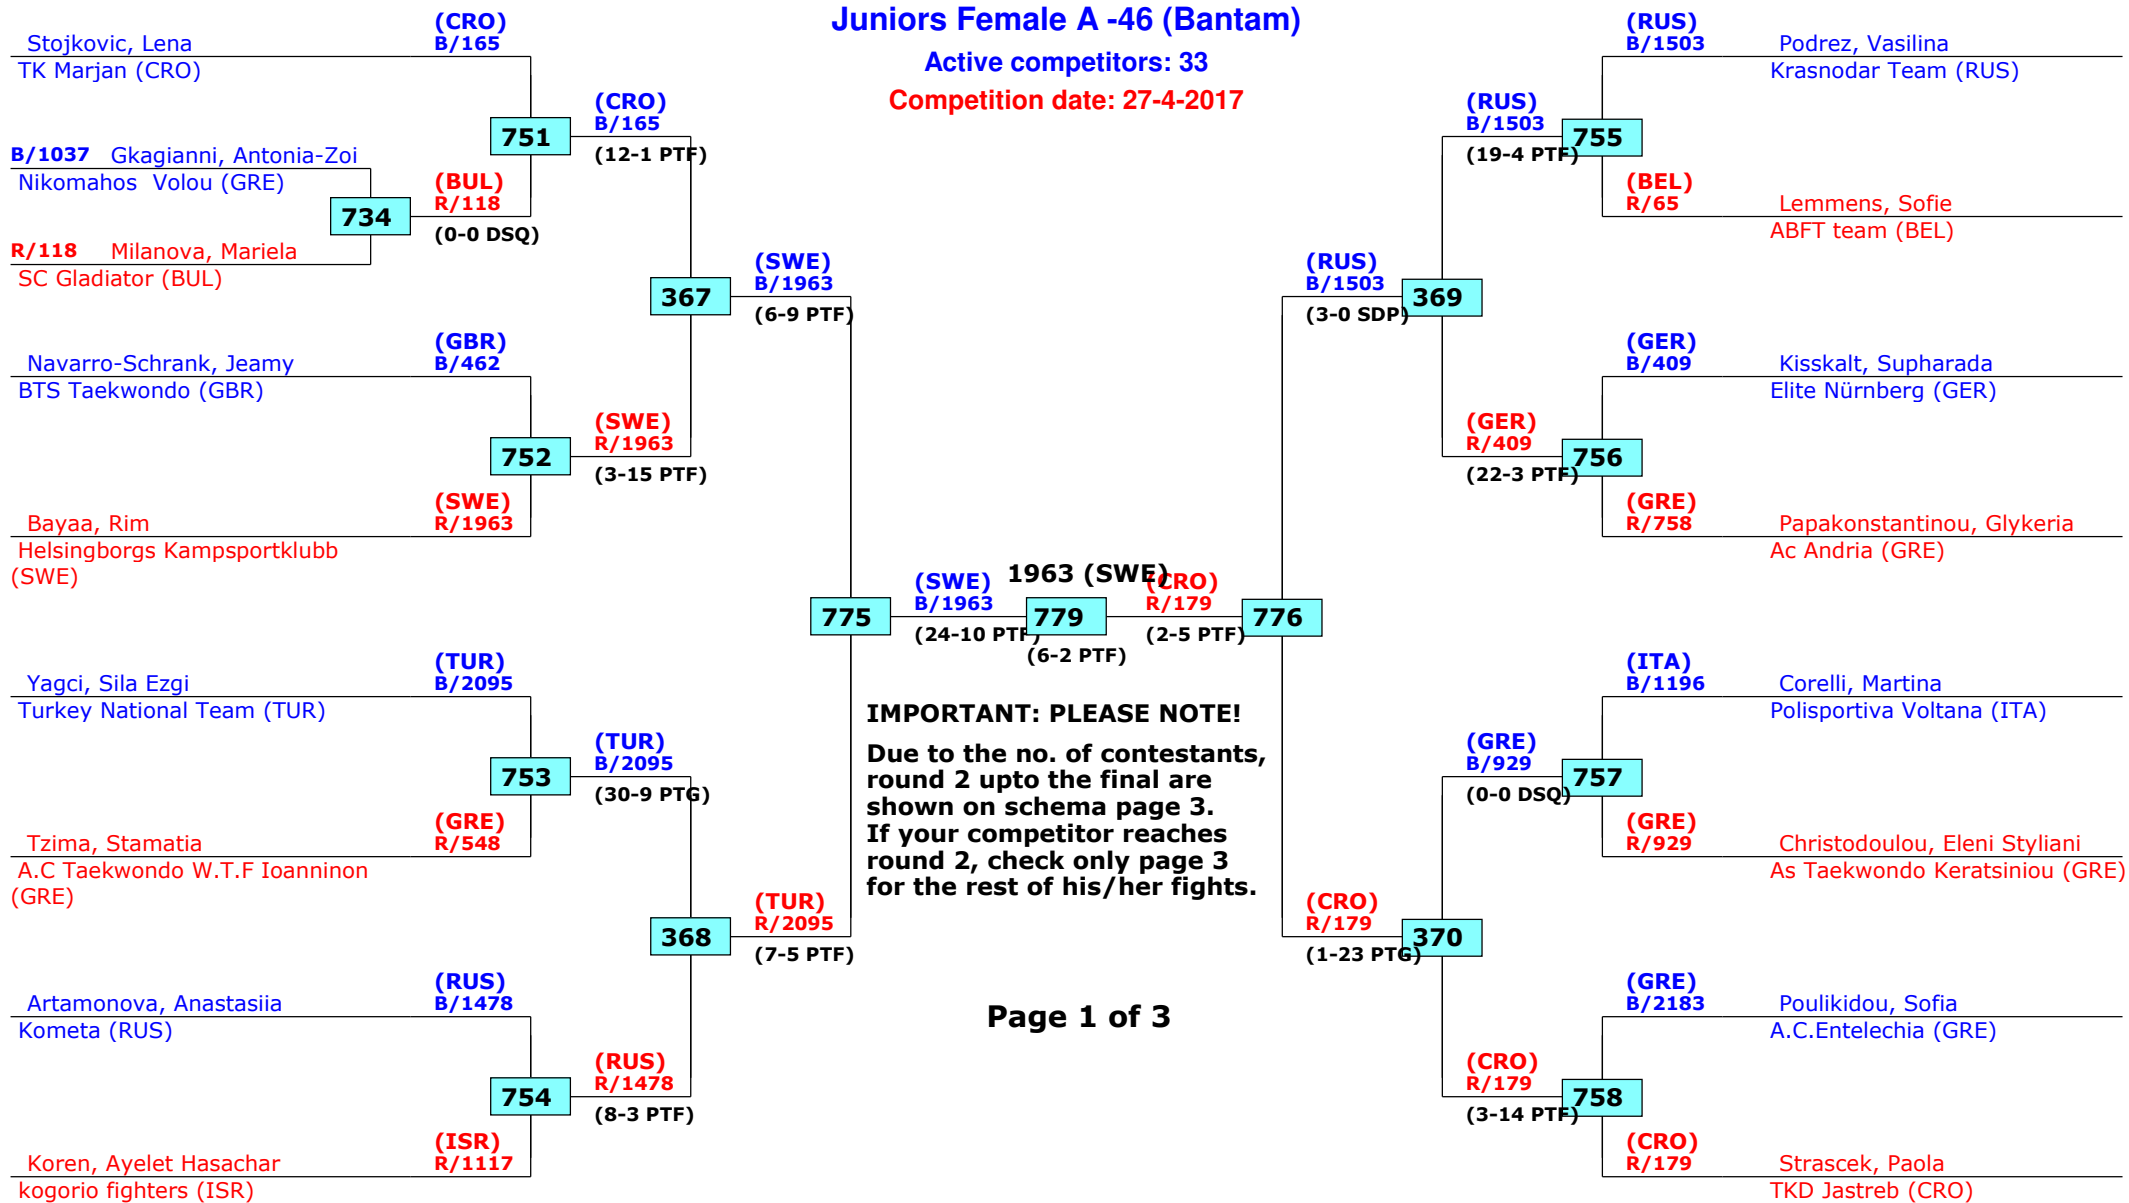 Juniors Female A -46 (Bantam)
Active competitors: 33
Competition date: 27-4-2017
Stojkovic, Lena
TK Marjan (CRO)
(CRO)
B/165
B/1037 Gkagianni, Antonia-Zoi
Nikomahos Volou (GRE)
734
R/118 Milanova, Mariela
SC Gladiator (BUL)
(BUL)
R/118
(0-0 DSQ)
751
(CRO)
B/165
(12-1 PTF)
Navarro-Schrank, Jeamy
BTS Taekwondo (GBR)
(GBR)
B/462
752
Bayaa, Rim
Helsingborgs Kampsportklubb
(SWE)
(SWE)
R/1963
(SWE)
R/1963
(3-15 PTF)
367
(SWE)
B/1963
(6-9 PTF)
Yagci, Sila Ezgi
Turkey National Team (TUR)
(TUR)
B/2095
753
Tzima, Stamatia
A.C Taekwondo W.T.F Ioanninon
(GRE)
(GRE)
R/548
(TUR)
B/2095
(30-9 PTG)
Artamonova, Anastasiia
Kometa (RUS)
(RUS)
B/1478
754
Koren, Ayelet Hasachar
kogorio fighters (ISR)
(ISR)
R/1117
(RUS)
R/1478
(8-3 PTF)
368
(TUR)
R/2095
(7-5 PTF)
775
(SWE)
B/1963
(24-10 PTF)
1963 (SWE)
779
(6-2 PTF)
(CRO)
R/179
(2-5 PTF)
776
IMPORTANT: PLEASE NOTE!
Due to the no. of contestants,
round 2 upto the final are
shown on schema page 3.
If your competitor reaches
round 2, check only page 3
for the rest of his/her fights.
Page 1 of 3
(RUS)
B/1503
Podrez, Vasilina
Krasnodar Team (RUS)
(RUS)
B/1503
(19-4 PTF)
755
(BEL)
R/65
Lemmens, Sofie
ABFT team (BEL)
(RUS)
B/1503
(3-0 SDP)
369
(GER)
B/409
Kisskalt, Supharada
Elite Nürnberg (GER)
(GER)
R/409
(22-3 PTF)
756
(GRE)
R/758
Papakonstantinou, Glykeria
Ac Andria (GRE)
(ITA)
B/1196
Corelli, Martina
Polisportiva Voltana (ITA)
(GRE)
B/929
(0-0 DSQ)
757
(GRE)
R/929
Christodoulou, Eleni Styliani
As Taekwondo Keratsiniou (GRE)
(CRO)
R/179
(1-23 PTG)
370
(GRE)
B/2183
Poulikidou, Sofia
A.C.Entelechia (GRE)
(CRO)
R/179
(3-14 PTF)
758
(CRO)
R/179
Strascek, Paola
TKD Jastreb (CRO)